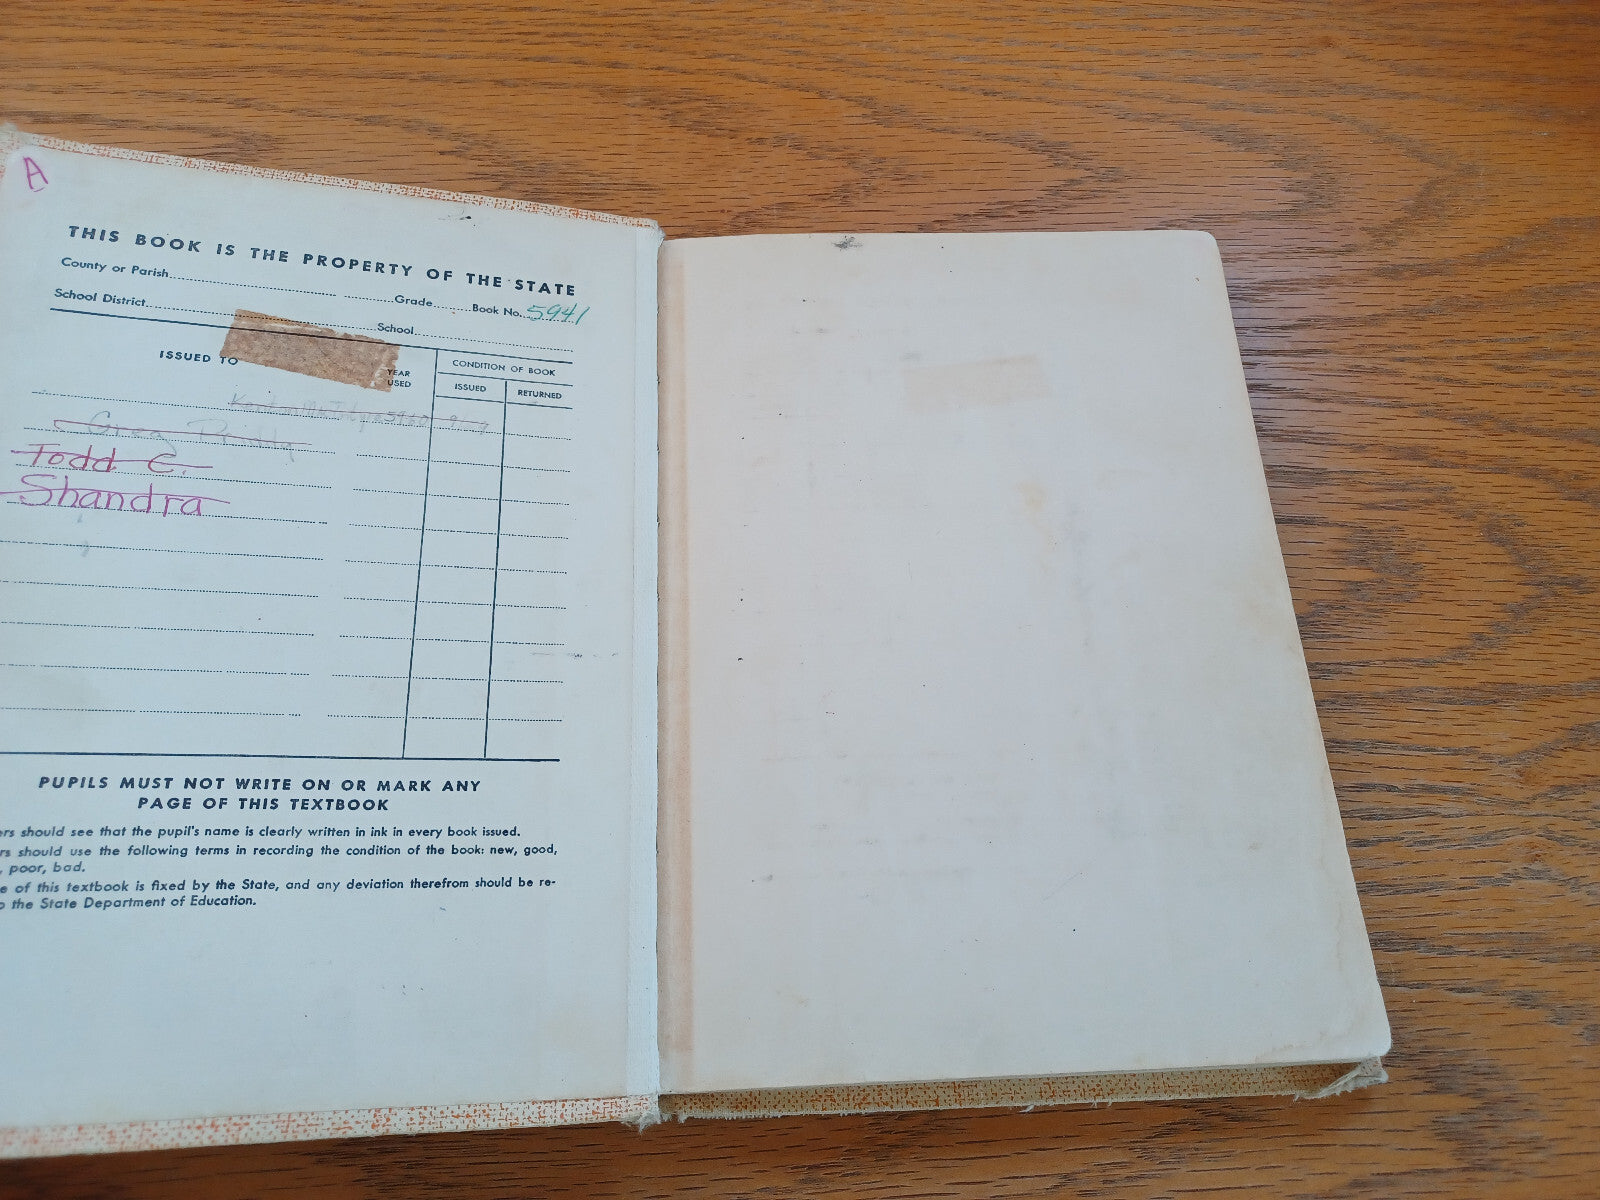 A
THIS BOOK IS THE PROPERTY OF THE STATE
County or Parish Grade Book No. 5941
School District School
ISSUED TO
YEAR USED
CONDITION OF BOOK
ISSUED RETURNED
Greg
Todd C.
Shandra
PUPILS MUST NOT WRITE ON OR MARK ANY
PAGE OF THIS TEXTBOOK
ers should see that the pupil's name is clearly written in ink in every book issued.
rs should use the following terms in recording the condition of the book: new, good,
, poor, bad.
e of this textbook is fixed by the State, and any deviation therefrom should be re-
o the State Department of Education.